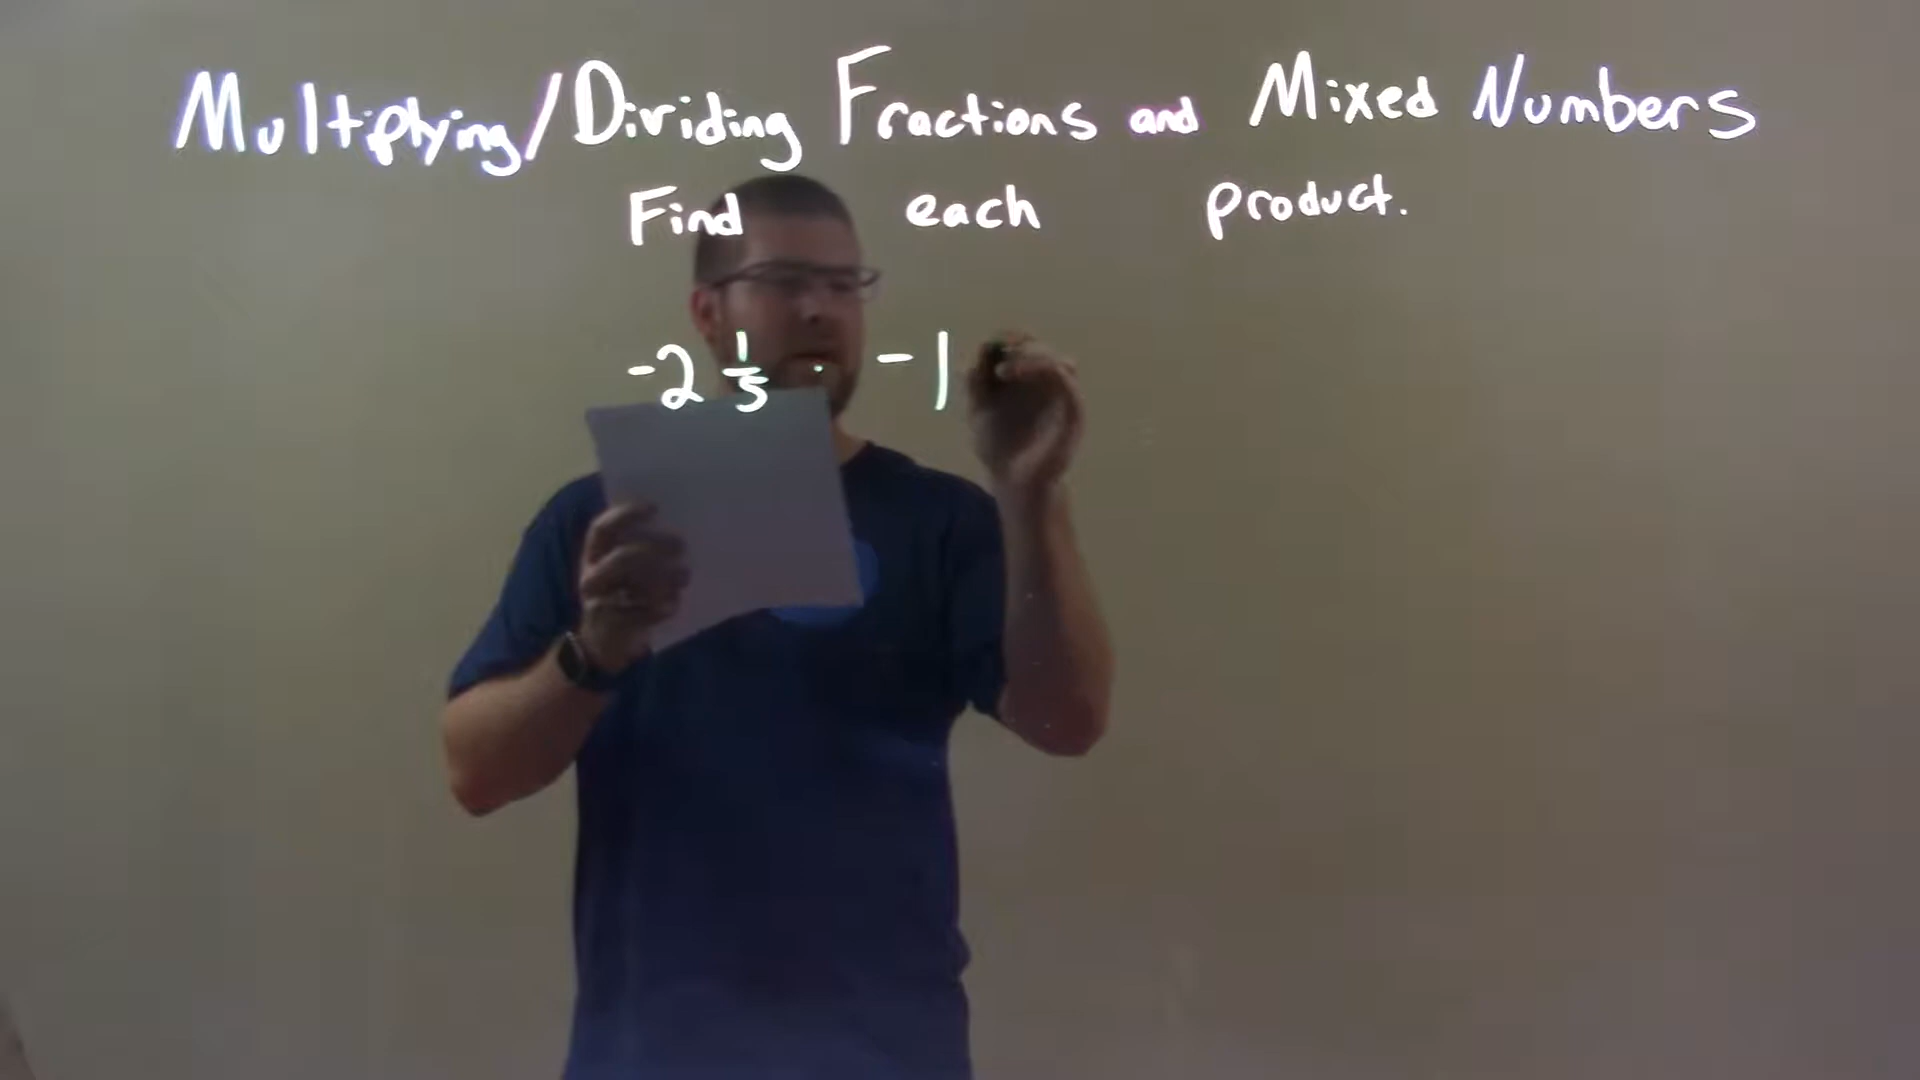 Multiplying/Dividing Fractions and Mixed Numbers
Find each product.
-2 1/5 · -1